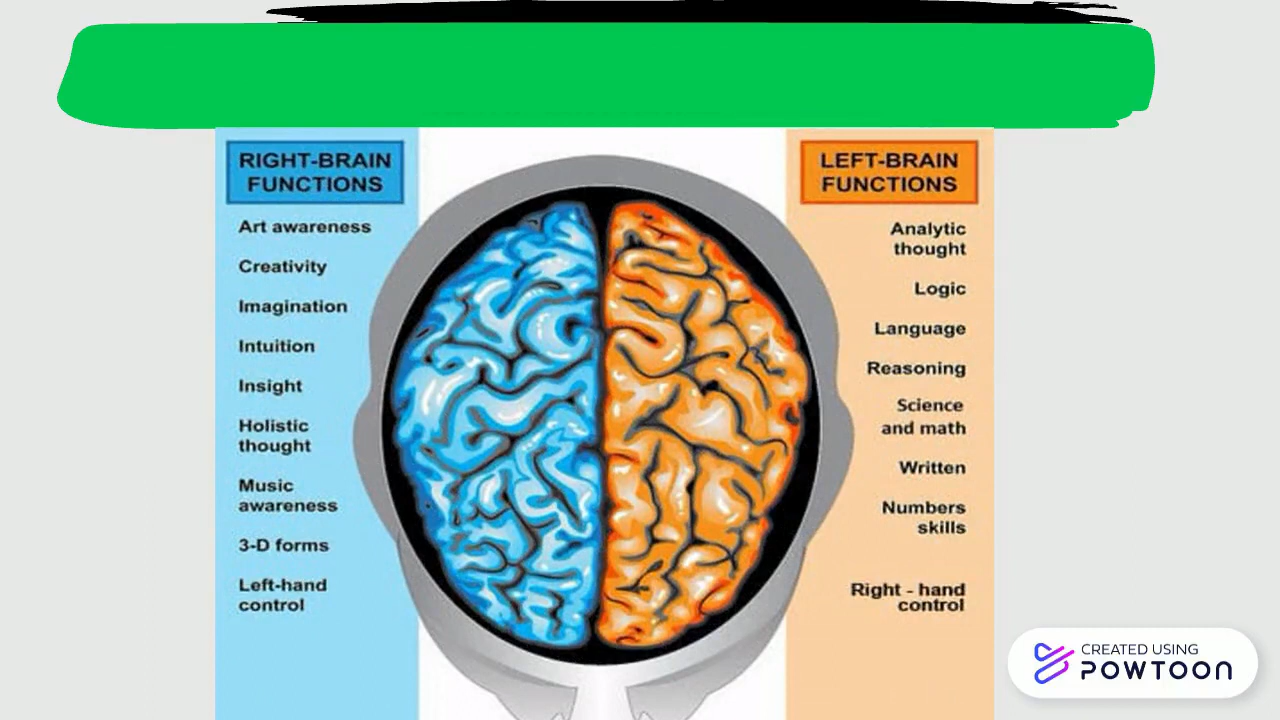 RIGHT-BRAIN
FUNCTIONS
Art awareness
Creativity
Imagination
Intuition
Insight
Holistic
thought
Music
awareness
3-D forms
Left-hand
control
LEFT-BRAIN
FUNCTIONS
Analytic
thought
Logic
Language
Reasoning
Science
and math
Written
Numbers
skills
Right - hand
control
CREATED USING
POWTOON